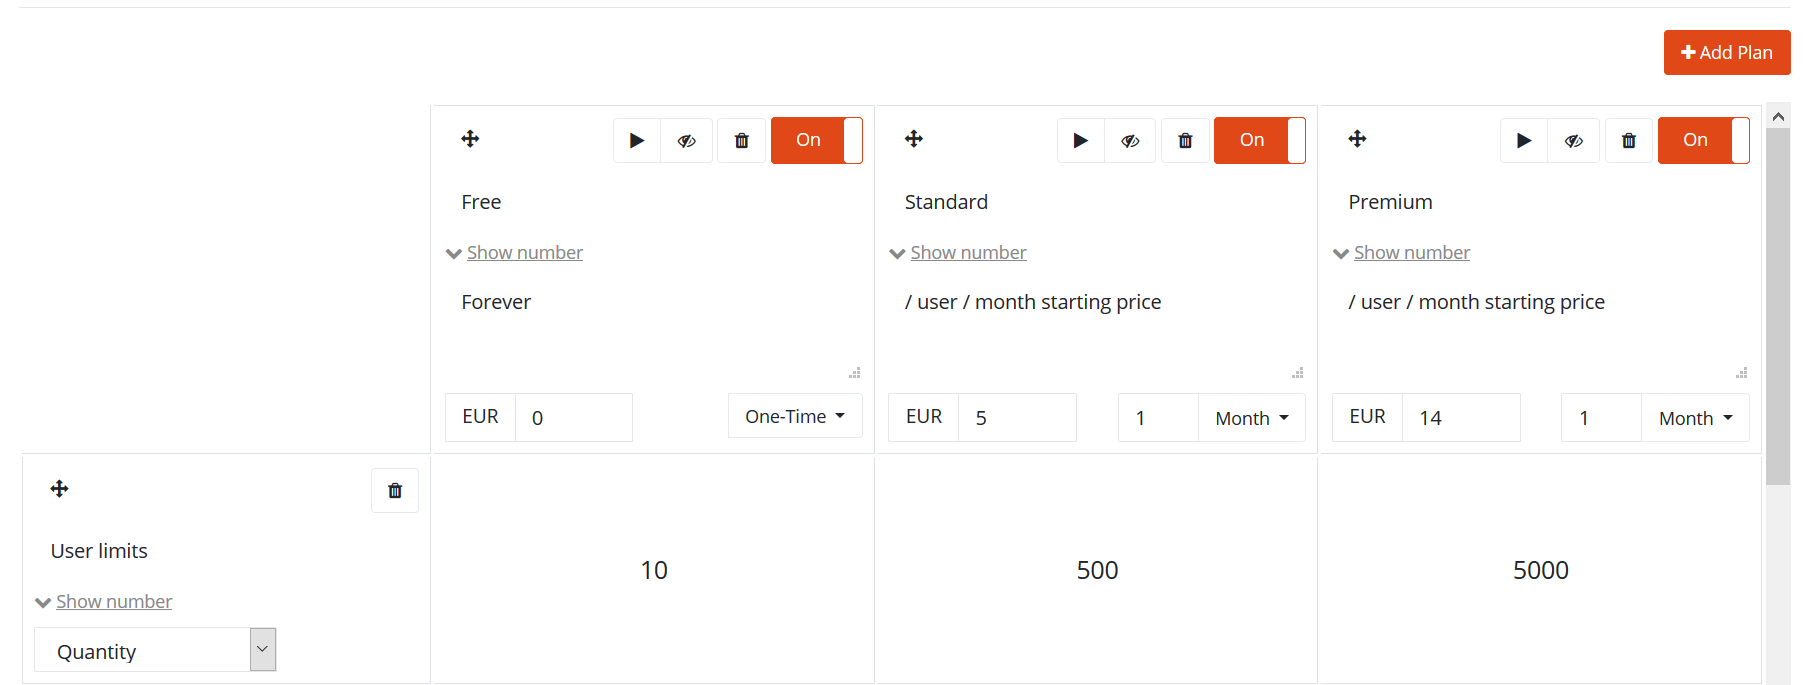 Add Plan
On
On
On
Free
Standard
Premium
Show number
Show number
Show number
Forever
/ user / month starting price
/ user / month starting price
EUR 0 One-Time
EUR 5 1 Month
EUR 14 1 Month
User limits
10
500
5000
Show number
Quantity